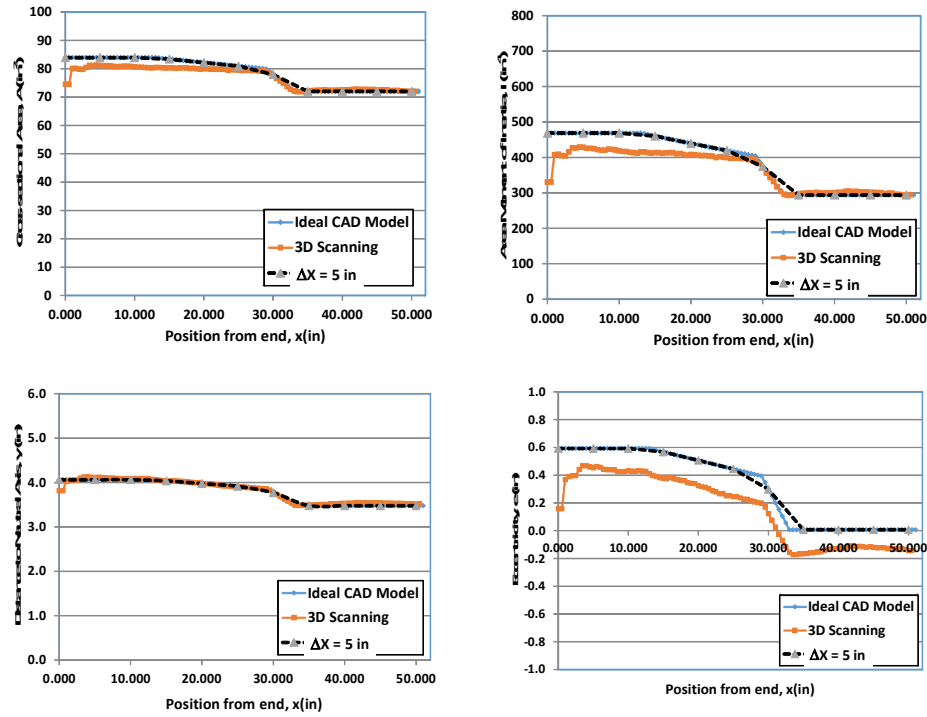 100
90
80
70
60
50
40
30
20
10
0
0.000 10.000 20.000 30.000 40.000 50.000
Position from end, x(in)
Ideal CAD Model
3D Scanning
ΔX = 5 in
800
700
600
500
400
300
200
100
0
0.000 10.000 20.000 30.000 40.000 50.000
Position from end, x(in)
Ideal CAD Model
3D Scanning
ΔX = 5 in
6.0
5.0
4.0
3.0
2.0
1.0
0.0
0.000 10.000 20.000 30.000 40.000 50.000
Position from end, x(in)
Ideal CAD Model
3D Scanning
ΔX = 5 in
1.0
0.8
0.6
0.4
0.2
0.0
-0.2
-0.4
-0.6
-0.8
-1.0
0.000 10.000 20.000 30.000 40.000 50.000
Position from end, x(in)
Ideal CAD Model
3D Scanning
ΔX = 5 in